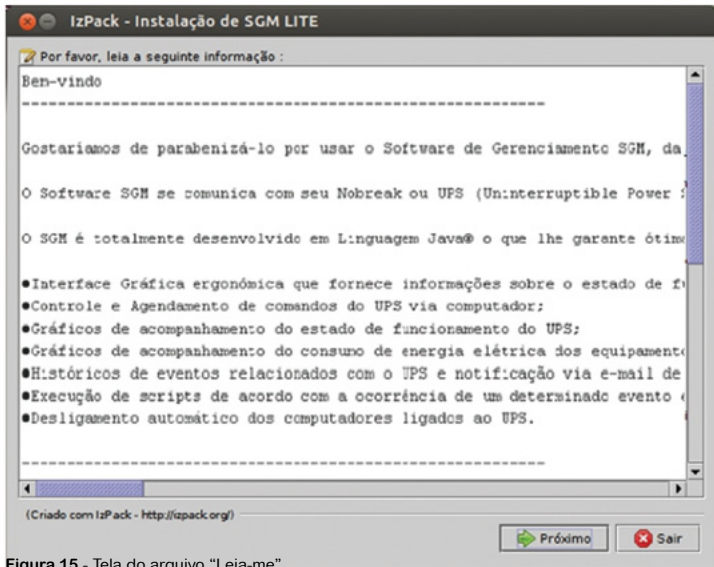 IzPack - Instalação de SGM LITE
Por favor, leia a seguinte informação :
Bem-vindo
------------------------------------------------------------
Gostaríamos de parabenizá-lo por usar o Software de Gerenciamento SGM, da
O Software SGM se comunica com seu Nobreak ou UPS (Uninterruptible Power
O SGM é totalmente desenvolvido em Linguagem Java® o que lhe garante
●Interface Gráfica ergonômica que fornece informações sobre o estado de
●Controle e Agendamento de comandos do UPS via computador;
●Gráficos de acompanhamento do estado de funcionamento do UPS;
●Gráficos de acompanhamento do consumo de energia elétrica dos
●Históricos de eventos relacionados com o UPS e notificação via e-mail de
●Execução de scripts de acordo com a ocorrência de um determinado evento
●Desligamento automático dos computadores ligados ao UPS.
------------------------------------------------------------
(Criado com IzPack - http://izpack.org/)
Próximo
Sair
Figura 15 - Tela do arquivo “Leia-me”